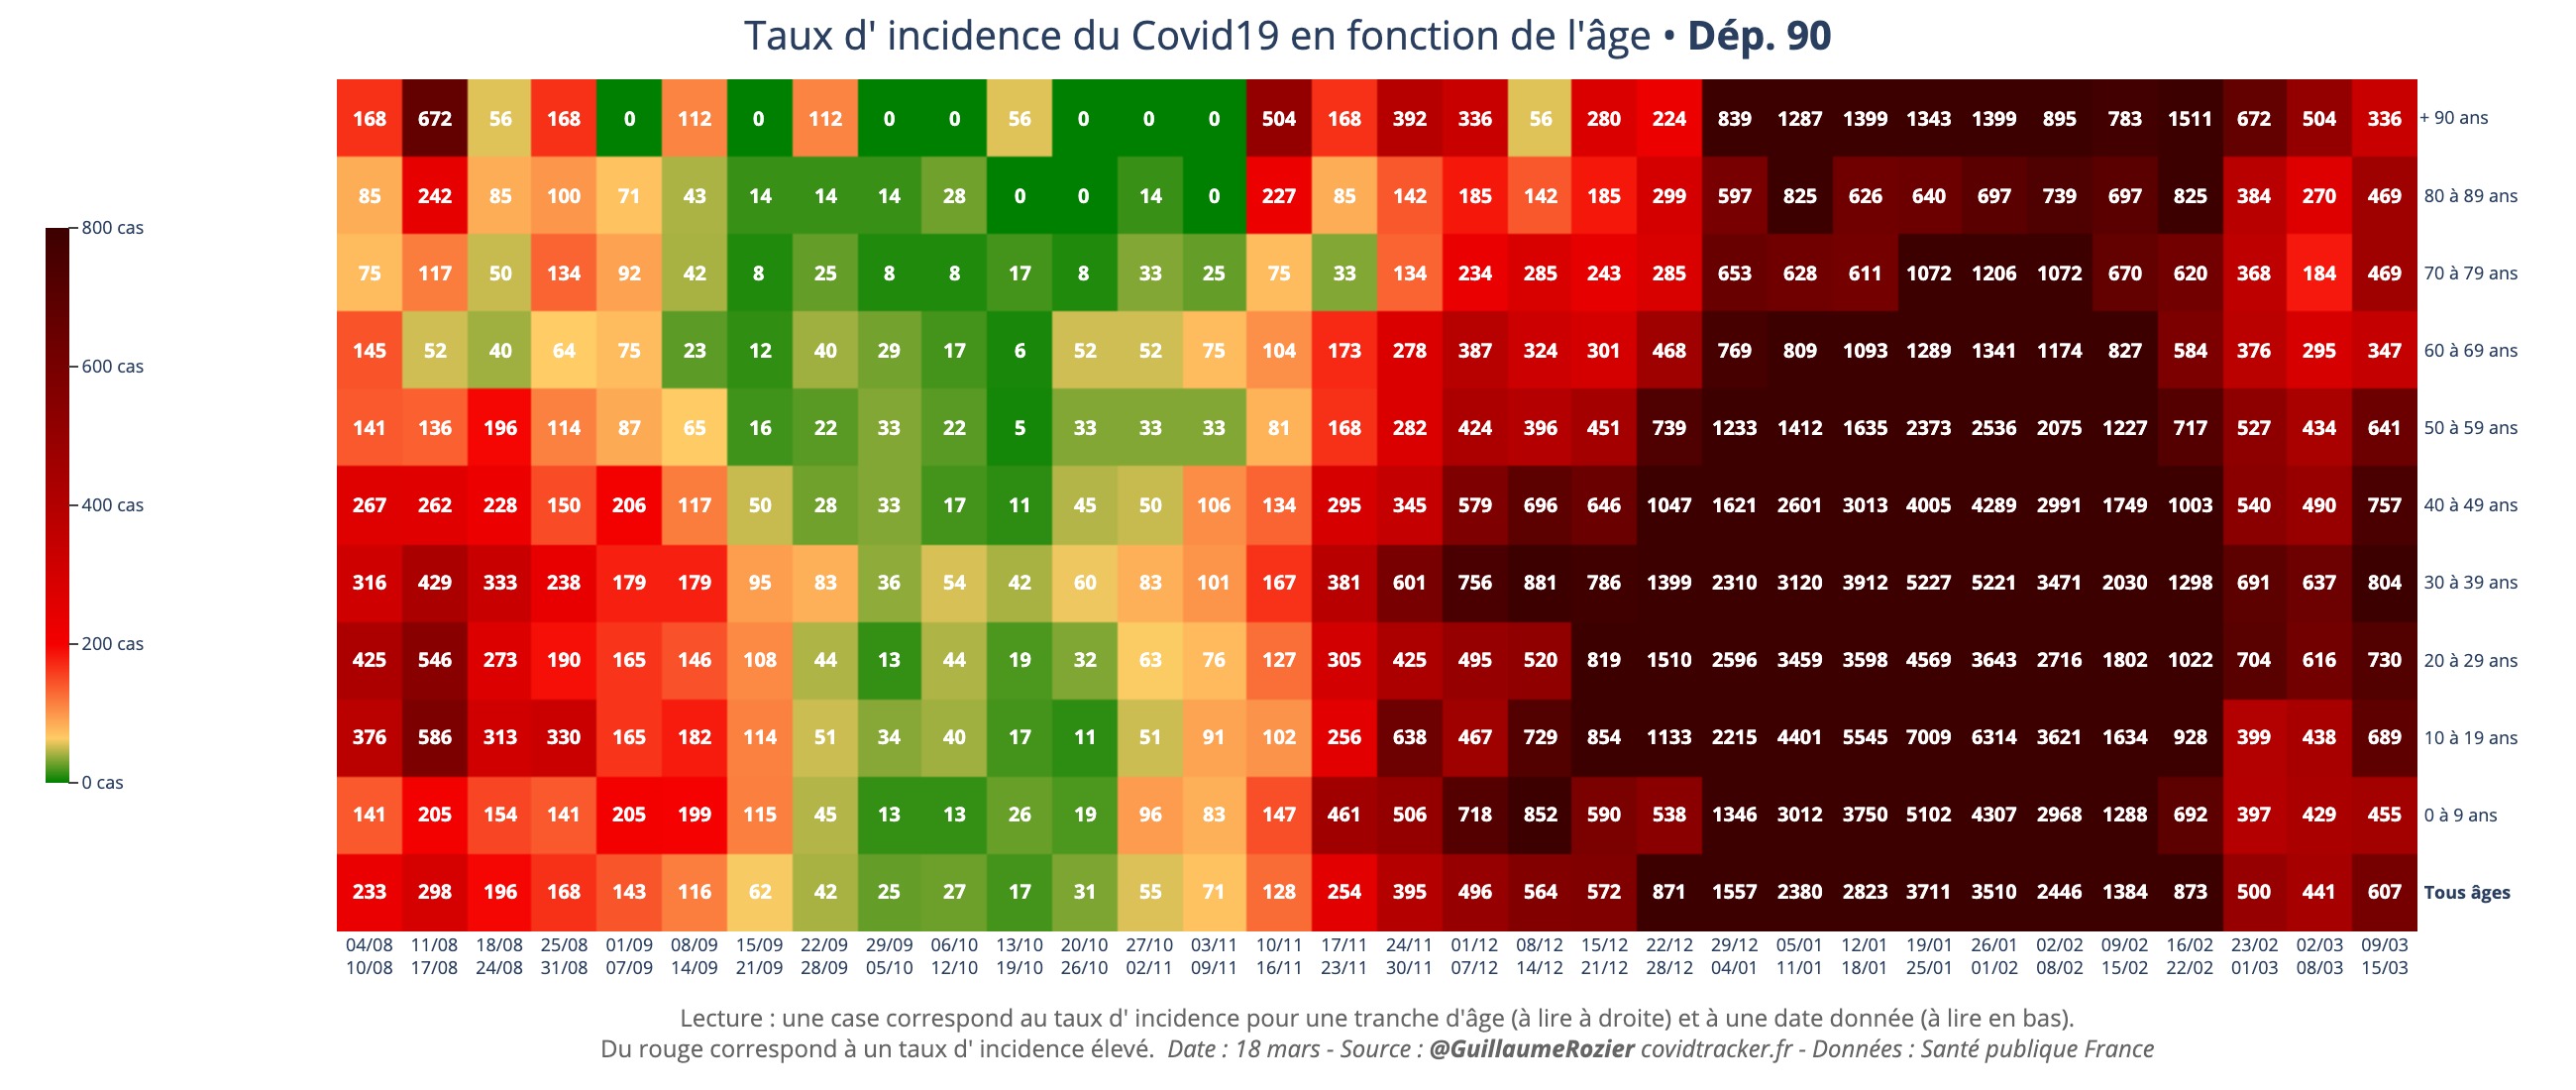 Taux d' incidence du Covid19 en fonction de l'âge • Dép. 90
168 672 56 168 0 112 0 112 0 0 56 0 0 0 504 168 392 336 56 280 224 839 1287 1399 1343 1399 895 783 1511 672 504 336 + 90 ans
85 242 85 100 71 43 14 14 14 28 0 0 14 0 227 85 142 185 142 185 299 597 825 626 640 697 739 697 825 384 270 469 80 à 89 ans
800 cas
75 117 50 134 92 42 8 25 8 8 17 8 33 25 75 33 134 234 285 243 285 653 628 611 1072 1206 1072 670 620 368 184 469 70 à 79 ans
145 52 40 64 75 23 12 40 29 17 6 52 52 75 104 173 278 387 324 301 468 769 809 1093 1289 1341 1174 827 584 376 295 347 60 à 69 ans
600 cas
141 136 196 114 87 65 16 22 33 22 5 33 33 33 81 168 282 424 396 451 739 1233 1412 1635 2373 2536 2075 1227 717 527 434 641 50 à 59 ans
400 cas
267 262 228 150 206 117 50 28 33 17 11 45 50 106 134 295 345 579 696 646 1047 1621 2601 3013 4005 4289 2991 1749 1003 540 490 757 40 à 49 ans
316 429 333 238 179 179 95 83 36 54 42 60 83 101 167 381 601 756 881 786 1399 2310 3120 3912 5227 5221 3471 2030 1298 691 637 804 30 à 39 ans
200 cas
425 546 273 190 165 146 108 44 13 44 19 32 63 76 127 305 425 495 520 819 1510 2596 3459 3598 4569 3643 2716 1802 1022 704 616 730 20 à 29 ans
376 586 313 330 165 182 114 51 34 40 17 11 51 91 102 256 638 467 729 854 1133 2215 4401 5545 7009 6314 3621 1634 928 399 438 689 10 à 19 ans
0 cas
141 205 154 141 205 199 115 45 13 13 26 19 96 83 147 461 506 718 852 590 538 1346 3012 3750 5102 4307 2968 1288 692 397 429 455 0 à 9 ans
233 298 196 168 143 116 62 42 25 27 17 31 55 71 128 254 395 496 564 572 871 1557 2380 2823 3711 3510 2446 1384 873 500 441 607 Tous âges
04/08 11/08 18/08 25/08 01/09 08/09 15/09 22/09 29/09 06/10 13/10 20/10 27/10 03/11 10/11 17/11 24/11 01/12 08/12 15/12 22/12 29/12 05/01 12/01 19/01 26/01 02/02 09/02 16/02 23/02 02/03 09/03
10/08 17/08 24/08 31/08 07/09 14/09 21/09 28/09 05/10 12/10 19/10 26/10 02/11 09/11 16/11 23/11 30/11 07/12 14/12 21/12 28/12 04/01 11/01 18/01 25/01 01/02 08/02 15/02 22/02 01/03 08/03 15/03
Lecture : une case correspond au taux d' incidence pour une tranche d'âge (à lire à droite) et à une date donnée (à lire en bas).
Du rouge correspond à un taux d' incidence élevé. Date : 18 mars - Source : @GuillaumeRozier covidtracker.fr - Données : Santé publique France